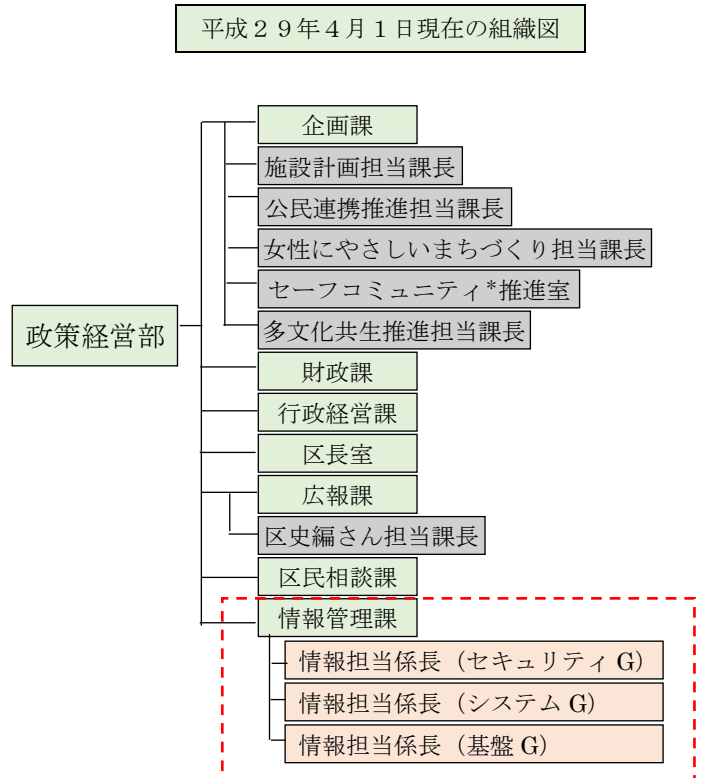 平成２９年４月１日現在の組織図
企画課
施設計画担当課長
公民連携推進担当課長
女性にやさしいまちづくり担当課長
セーフコミュニティ*推進室
多文化共生推進担当課長
政策経営部
財政課
行政経営課
区長室
広報課
区史編さん担当課長
区民相談課
情報管理課
情報担当係長（セキュリティ G）
情報担当係長（システム G）
情報担当係長（基盤 G）